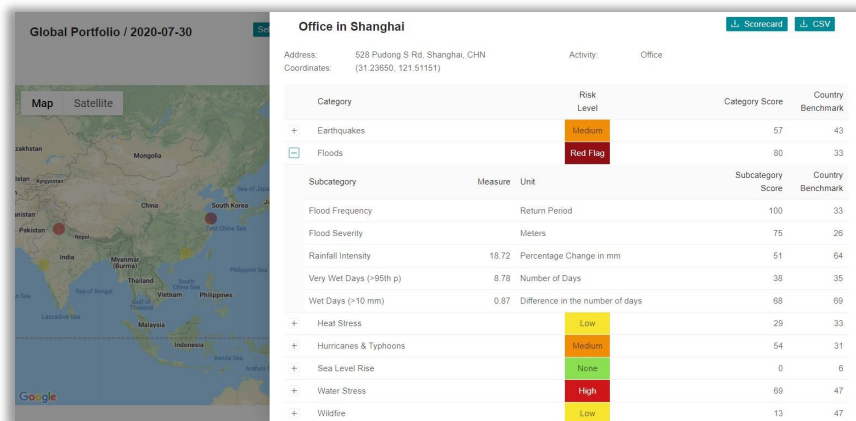 Global Portfolio / 2020-07-30
Office in Shanghai
Scorecard
CSV
Address: 528 Pudong S Rd, Shanghai, CHN Activity: Office
Coordinates: (31.23650, 121.51151)
Category Risk Level Category Score Country Benchmark
+ Earthquakes Medium 57 43
Floods Red Flag 80 33
Subcategory Measure Unit Subcategory Score Country Benchmark
Flood Frequency Return Period 100 33
Flood Severity Meters 75 26
Rainfall Intensity 18.72 Percentage Change in mm 51 64
Very Wet Days (>95th p) 8.78 Number of Days 38 35
Wet Days (>10 mm) 0.87 Difference in the number of days 68 69
+ Heat Stress Low 29 33
+ Hurricanes & Typhoons Medium 54 31
+ Sea Level Rise None 0 6
+ Water Stress High 69 47
+ Wildfire Low 13 47
Map Satellite
zakhstan
Mongolia
Kyrgyzstan
Sea of Japa
China
South Korea
anistan
East China Sea
Pakistan
Nepal
India
Myanmar
(Burma)
Philippine Sea
Thailand
South
China Sea
Bay of Bengal
Gulf of
Thailand
Vietnam
Philippines
Laccadive Sea
Malaysia
Indonesia
Banda Sea
Arafura S
Google